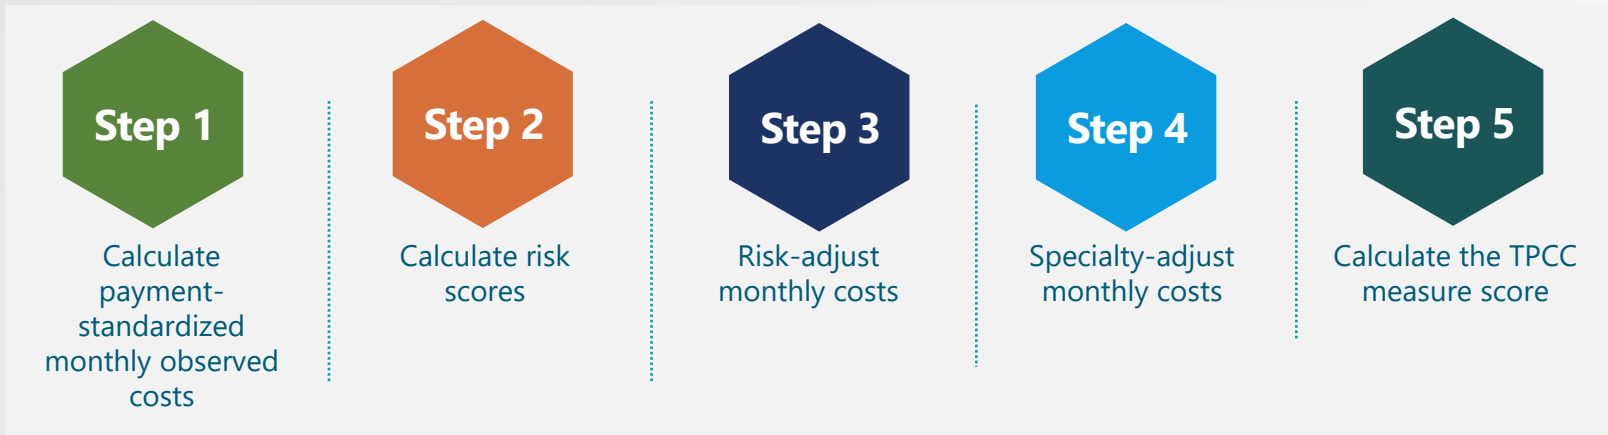 Step 1
Calculate
payment-
standardized
monthly observed
costs
Step 2
Calculate risk
scores
Step 3
Risk-adjust
monthly costs
Step 4
Specialty-adjust
monthly costs
Step 5
Calculate the TPCC
measure score